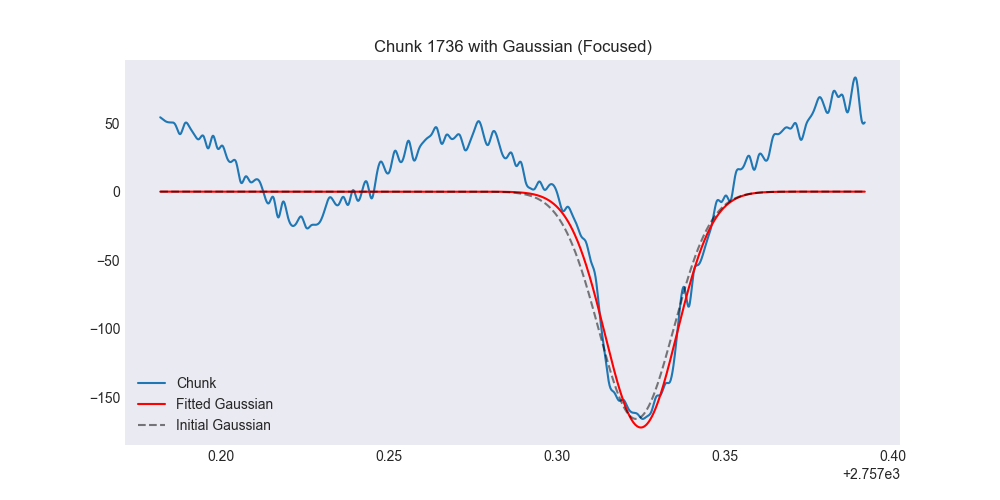 Chunk 1736 with Gaussian (Focused)
50
0
−50
−100
−150
Chunk
Fitted Gaussian
Initial Gaussian
0.20 0.25 0.30 0.35 0.40
+2.757e3